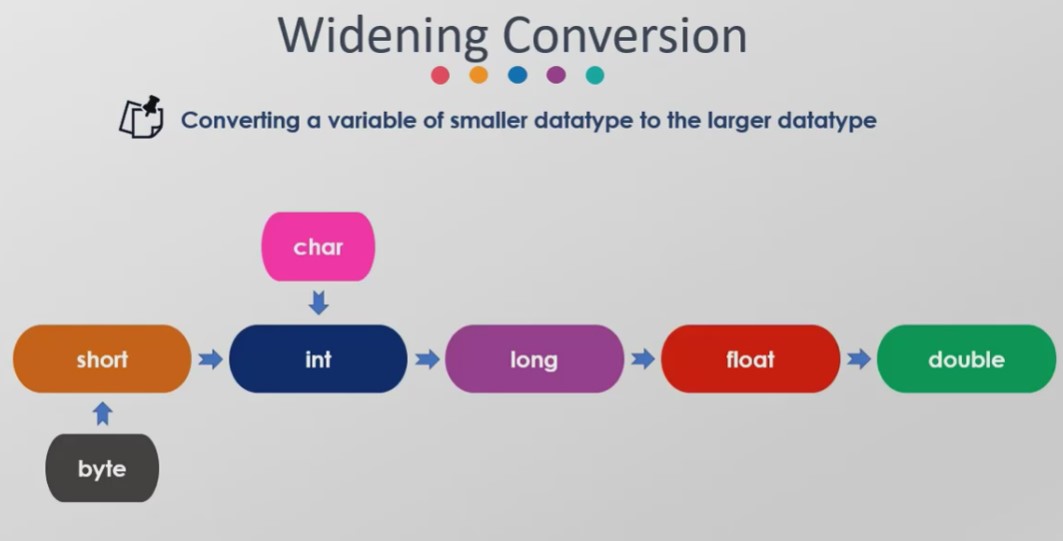 Widening Conversion
Converting a variable of smaller datatype to the larger datatype
char
short
int
long
float
double
byte